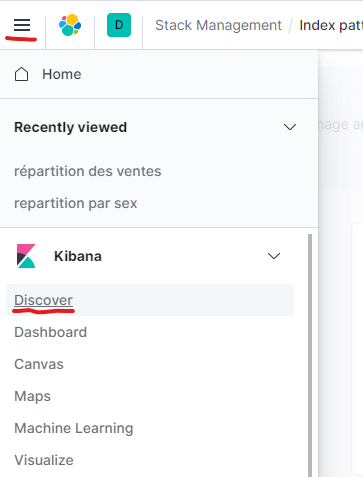 D Stack Management / Index pat
Home
nage a
Recently viewed
répartition des ventes
repartition par sex
Kibana
Discover
Dashboard
Canvas
Maps
Machine Learning
Visualize